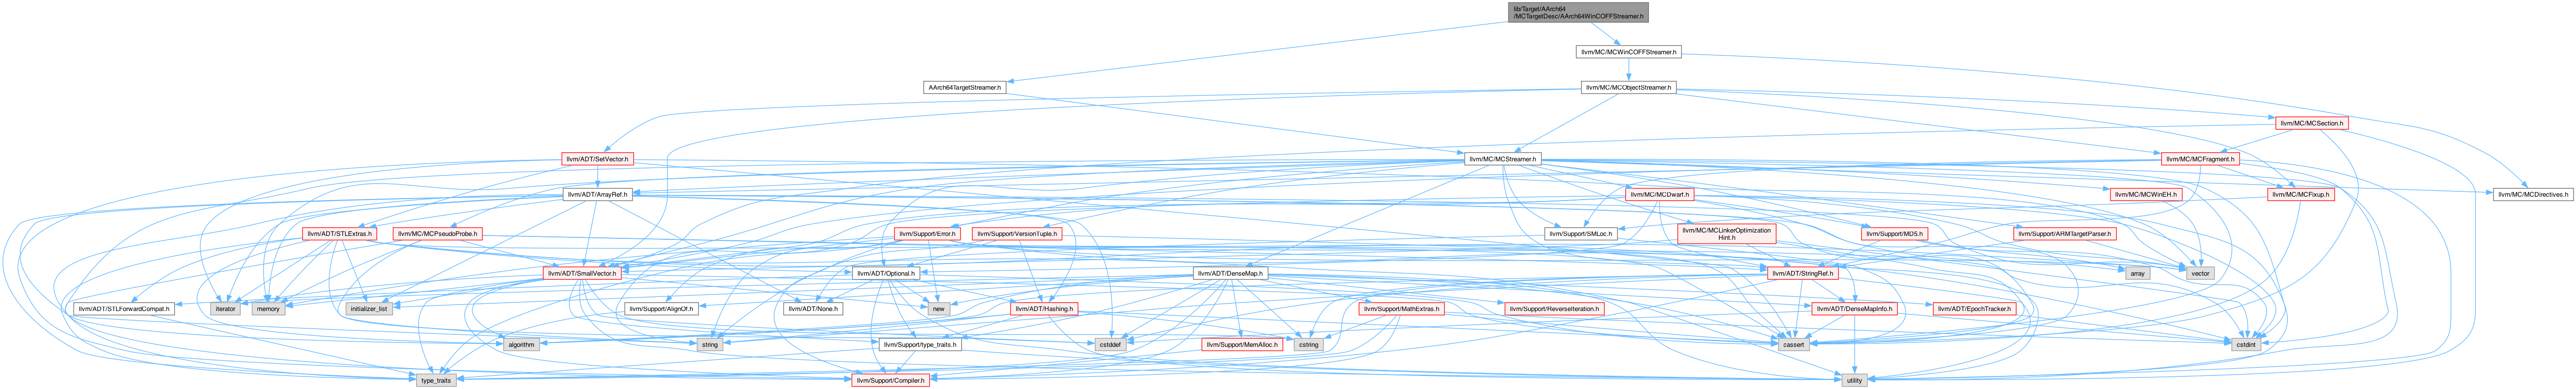 lib/Target/AArch64
/MCTargetDesc/AArch64WinCOFFStreamer.h
llvm/MC/MCWinCOFFStreamer.h
AArch64TargetStreamer.h
llvm/MC/MCObjectStreamer.h
llvm/MC/MCSection.h
llvm/ADT/SetVector.h
llvm/MC/MCStreamer.h
llvm/MC/MCFragment.h
llvm/ADT/ArrayRef.h
llvm/MC/MCDwarf.h
llvm/MC/MCWinEH.h
llvm/MC/MCFixup.h
llvm/MC/MCDirectives.h
llvm/ADT/STLExtras.h
llvm/MC/MCPseudoProbe.h
llvm/Support/Error.h
llvm/Support/VersionTuple.h
llvm/Support/SMLoc.h
llvm/MC/MCLinkerOptimization
Hint.h
llvm/Support/MD5.h
llvm/Support/ARMTargetParser.h
llvm/ADT/SmallVector.h
llvm/ADT/Optional.h
llvm/ADT/DenseMap.h
llvm/ADT/StringRef.h
array
vector
llvm/ADT/STLForwardCompat.h
iterator
memory
initializer_list
llvm/Support/AlignOf.h
llvm/ADT/None.h
new
llvm/ADT/Hashing.h
llvm/Support/MathExtras.h
llvm/Support/ReverseIteration.h
llvm/ADT/DenseMapInfo.h
llvm/ADT/EpochTracker.h
algorithm
string
llvm/Support/type_traits.h
cstddef
llvm/Support/MemAlloc.h
cstring
cassert
cstdint
type_traits
llvm/Support/Compiler.h
utility